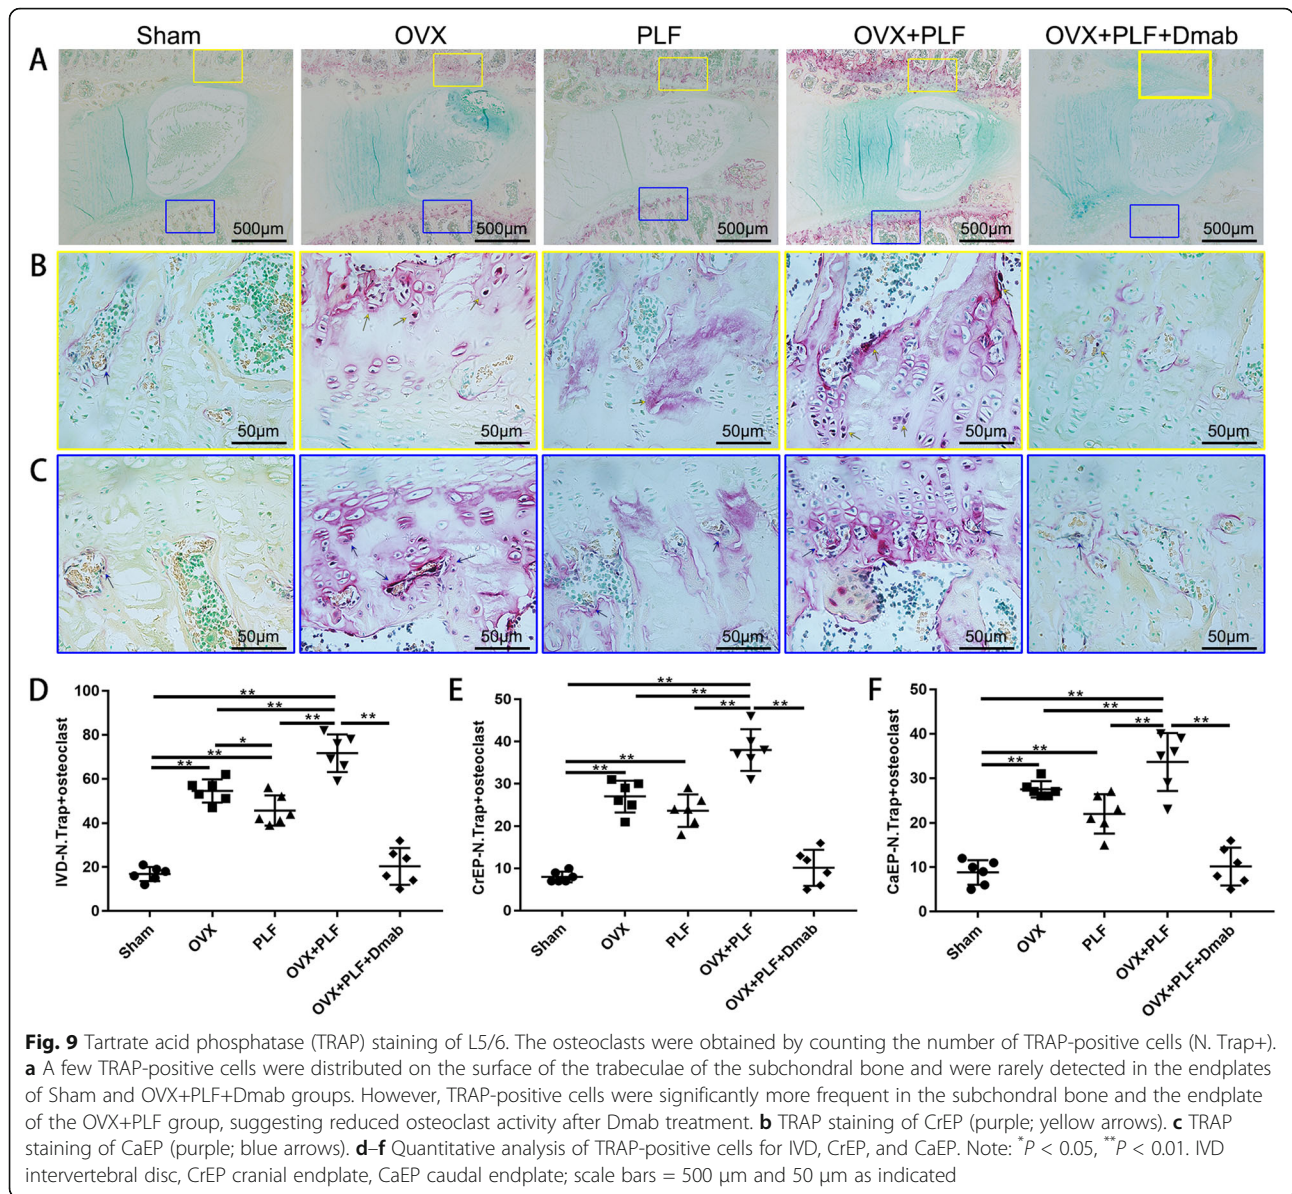 Sham OVX PLF OVX+PLF OVX+PLF+Dmab
A
500μm 500μm 500μm 500μm 500μm
B
50μm 50μm 50μm 50μm 50μm
C
50μm 50μm 50μm 50μm 50μm
D
IVD-N.Trap+osteoclast
100
80
60
40
20
0
**
**
** **
*
**
**
Sham OVX PLF OVX+PLF OVX+PLF+Dmab
E
CrEP-N.Trap+osteoclast
50
40
30
20
10
0
**
**
** **
**
**
Sham OVX PLF OVX+PLF OVX+PLF+Dmab
F
CaEP-N.Trap+osteoclast
50
40
30
20
10
0
**
**
** **
**
**
Sham OVX PLF OVX+PLF OVX+PLF+Dmab
Fig. 9 Tartrate acid phosphatase (TRAP) staining of L5/6. The osteoclasts were obtained by counting the number of TRAP-positive cells (N. Trap+).
a A few TRAP-positive cells were distributed on the surface of the trabeculae of the subchondral bone and were rarely detected in the endplates
of Sham and OVX+PLF+Dmab groups. However, TRAP-positive cells were significantly more frequent in the subchondral bone and the endplate
of the OVX+PLF group, suggesting reduced osteoclast activity after Dmab treatment. b TRAP staining of CrEP (purple; yellow arrows). c TRAP
staining of CaEP (purple; blue arrows). d–f Quantitative analysis of TRAP-positive cells for IVD, CrEP, and CaEP. Note: *P < 0.05, **P < 0.01. IVD
intervertebral disc, CrEP cranial endplate, CaEP caudal endplate; scale bars = 500 μm and 50 μm as indicated